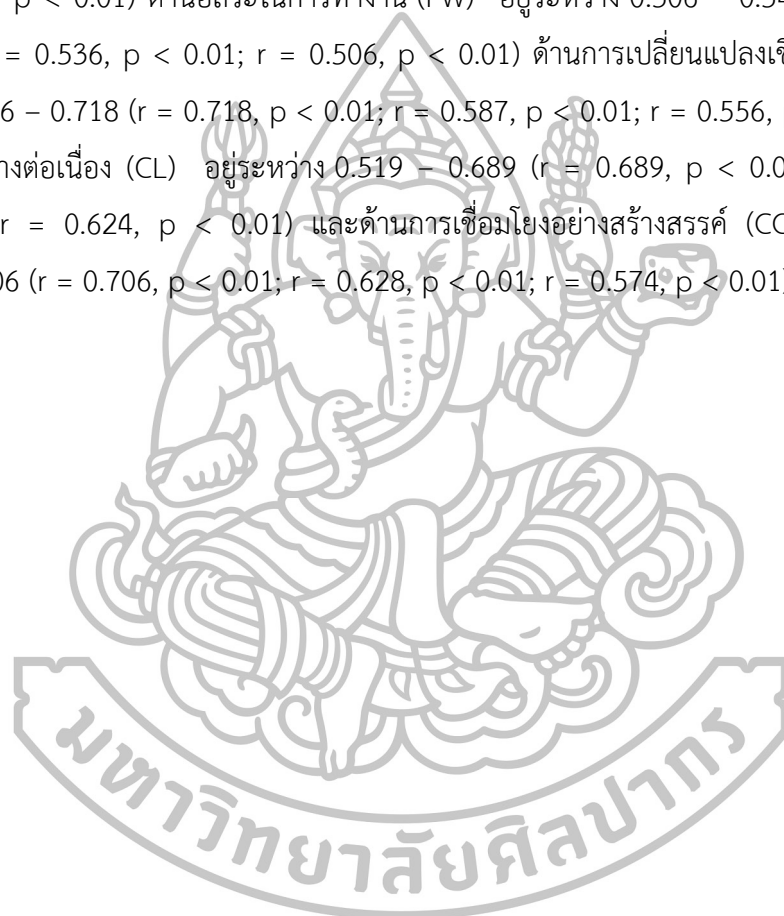 p < 0.01) ด้านอิสระในการทำงาน (FW) อยู่ระหว่าง 0.506 –
= 0.536, p < 0.01; r = 0.506, p < 0.01) ด้านการเปลี่ยนแปลง
6 – 0.718 (r = 0.718, p < 0.01; r = 0.587, p < 0.01; r = 0.556,
างต่อเนื่อง (CL) อยู่ระหว่าง 0.519 – 0.689 (r = 0.689, p < 0.0
r = 0.624, p < 0.01) และด้านการเชื่อมโยงอย่างสร้างสรรค์ (CC
06 (r = 0.706, p < 0.01; r = 0.628, p < 0.01; r = 0.574, p < 0.01)
มหาวิทยาลัยศิลปากร